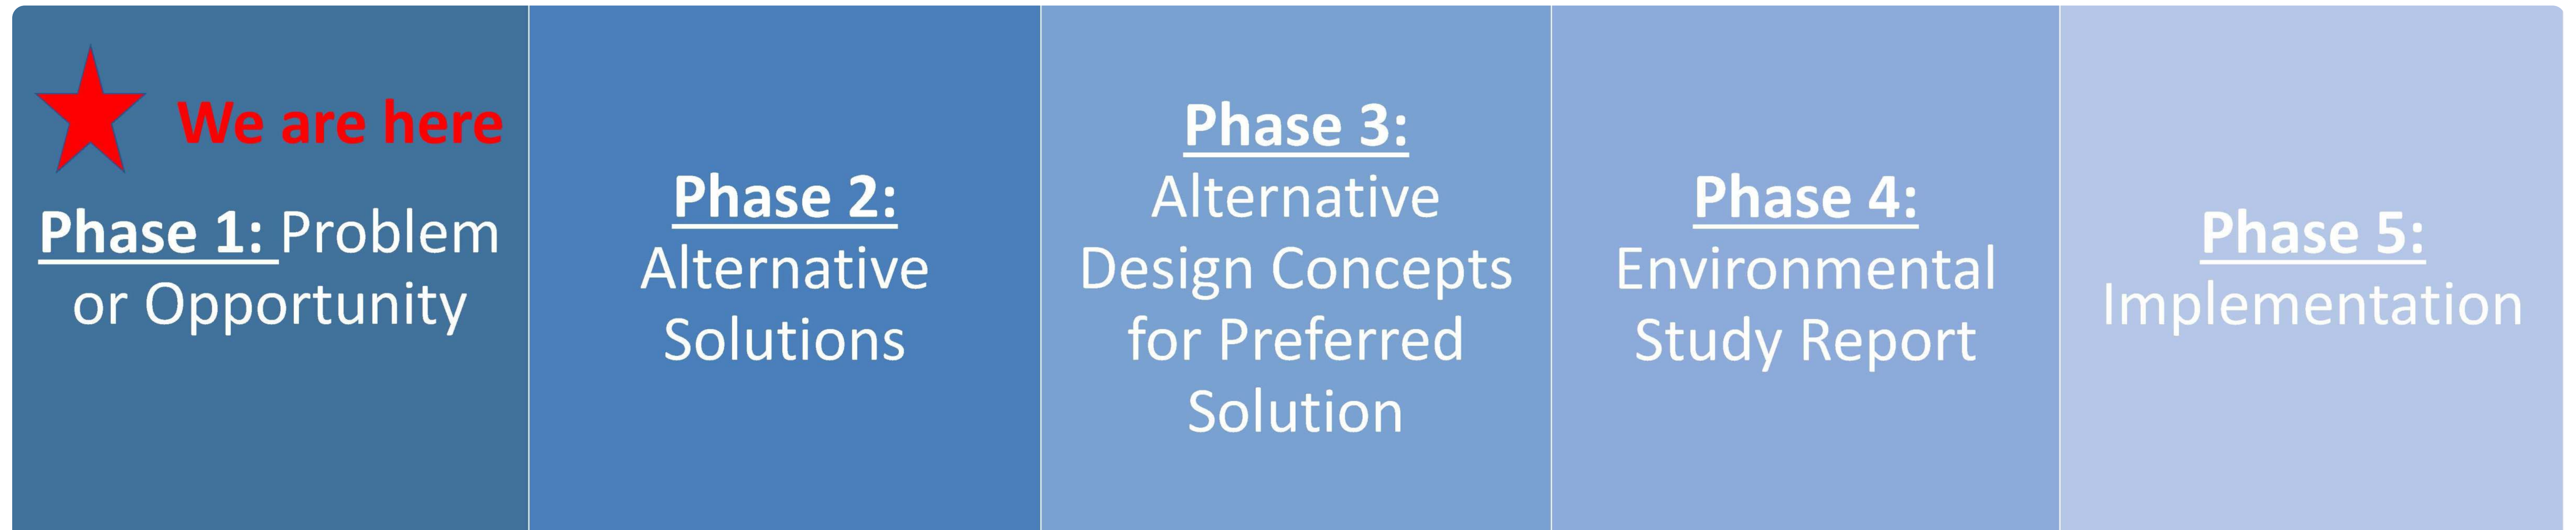 We are here
Phase 1: Problem
or Opportunity
Phase 2:
Alternative
Solutions
Phase 3:
Alternative
Design Concepts
for Preferred
Solution
Phase 4:
Environmental
Study Report
Phase 5:
Implementation